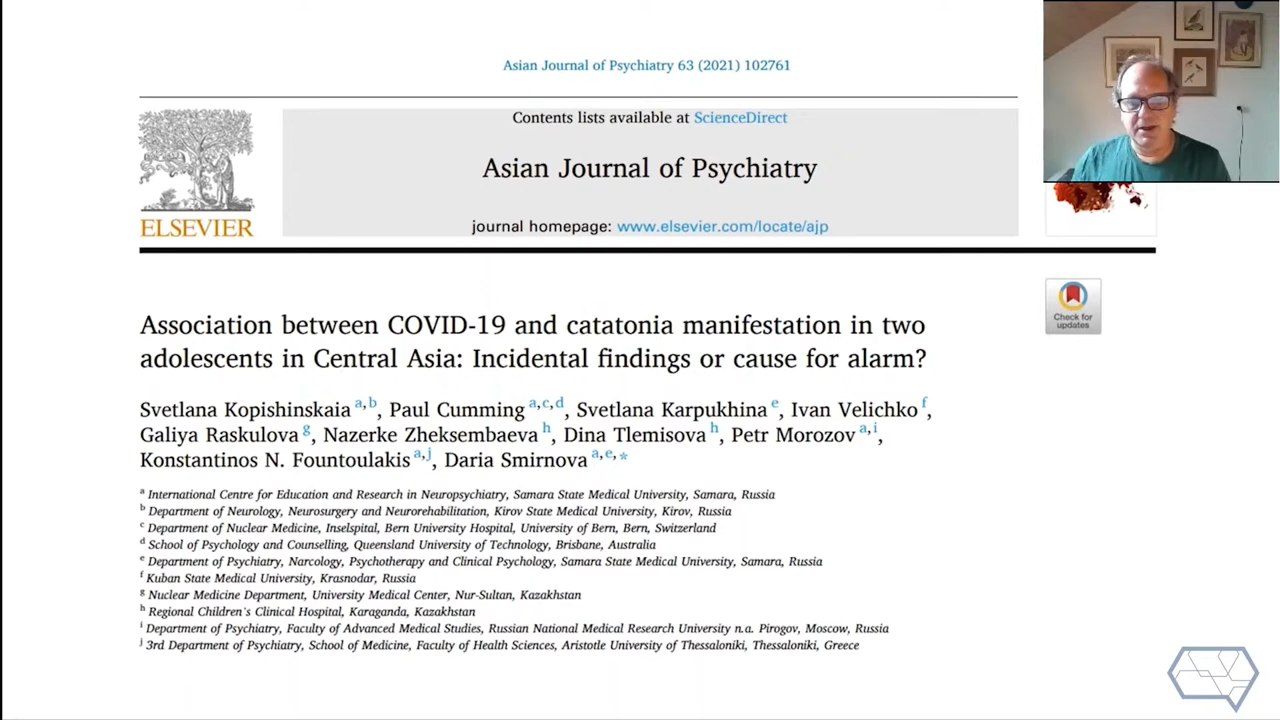 Asian Journal of Psychiatry 63 (2021) 102761
Contents lists available at ScienceDirect
Asian Journal of Psychiatry
journal homepage: www.elsevier.com/locate/ajp
ELSEVIER
Check for
updates
Association between COVID-19 and catatonia manifestation in two
adolescents in Central Asia: Incidental findings or cause for alarm?
Svetlana Kopishinskaia a,b, Paul Cumming a,c,d, Svetlana Karpukhina e, Ivan Velichko f,
Galiya Raskulova g, Nazerke Zheksembaeva h, Dina Tlemisova h, Petr Morozov a,i,
Konstantinos N. Fountoulakis a,j, Daria Smirnova a,e,*
a International Centre for Education and Research in Neuropsychiatry, Samara State Medical University, Samara, Russia
b Department of Neurology, Neurosurgery and Neurorehabilitation, Kirov State Medical University, Kirov, Russia
c Department of Nuclear Medicine, Inselspital, Bern University Hospital, University of Bern, Bern, Switzerland
d School of Psychology and Counselling, Queensland University of Technology, Brisbane, Australia
e Department of Psychiatry, Narcology, Psychotherapy and Clinical Psychology, Samara State Medical University, Samara, Russia
f Kuban State Medical University, Krasnodar, Russia
g Nuclear Medicine Department, University Medical Center, Nur-Sultan, Kazakhstan
h Regional Children's Clinical Hospital, Karaganda, Kazakhstan
i Department of Psychiatry, Faculty of Advanced Medical Studies, Russian National Medical Research University n.a. Pirogov, Moscow, Russia
j 3rd Department of Psychiatry, School of Medicine, Faculty of Health Sciences, Aristotle University of Thessaloniki, Thessaloniki, Greece